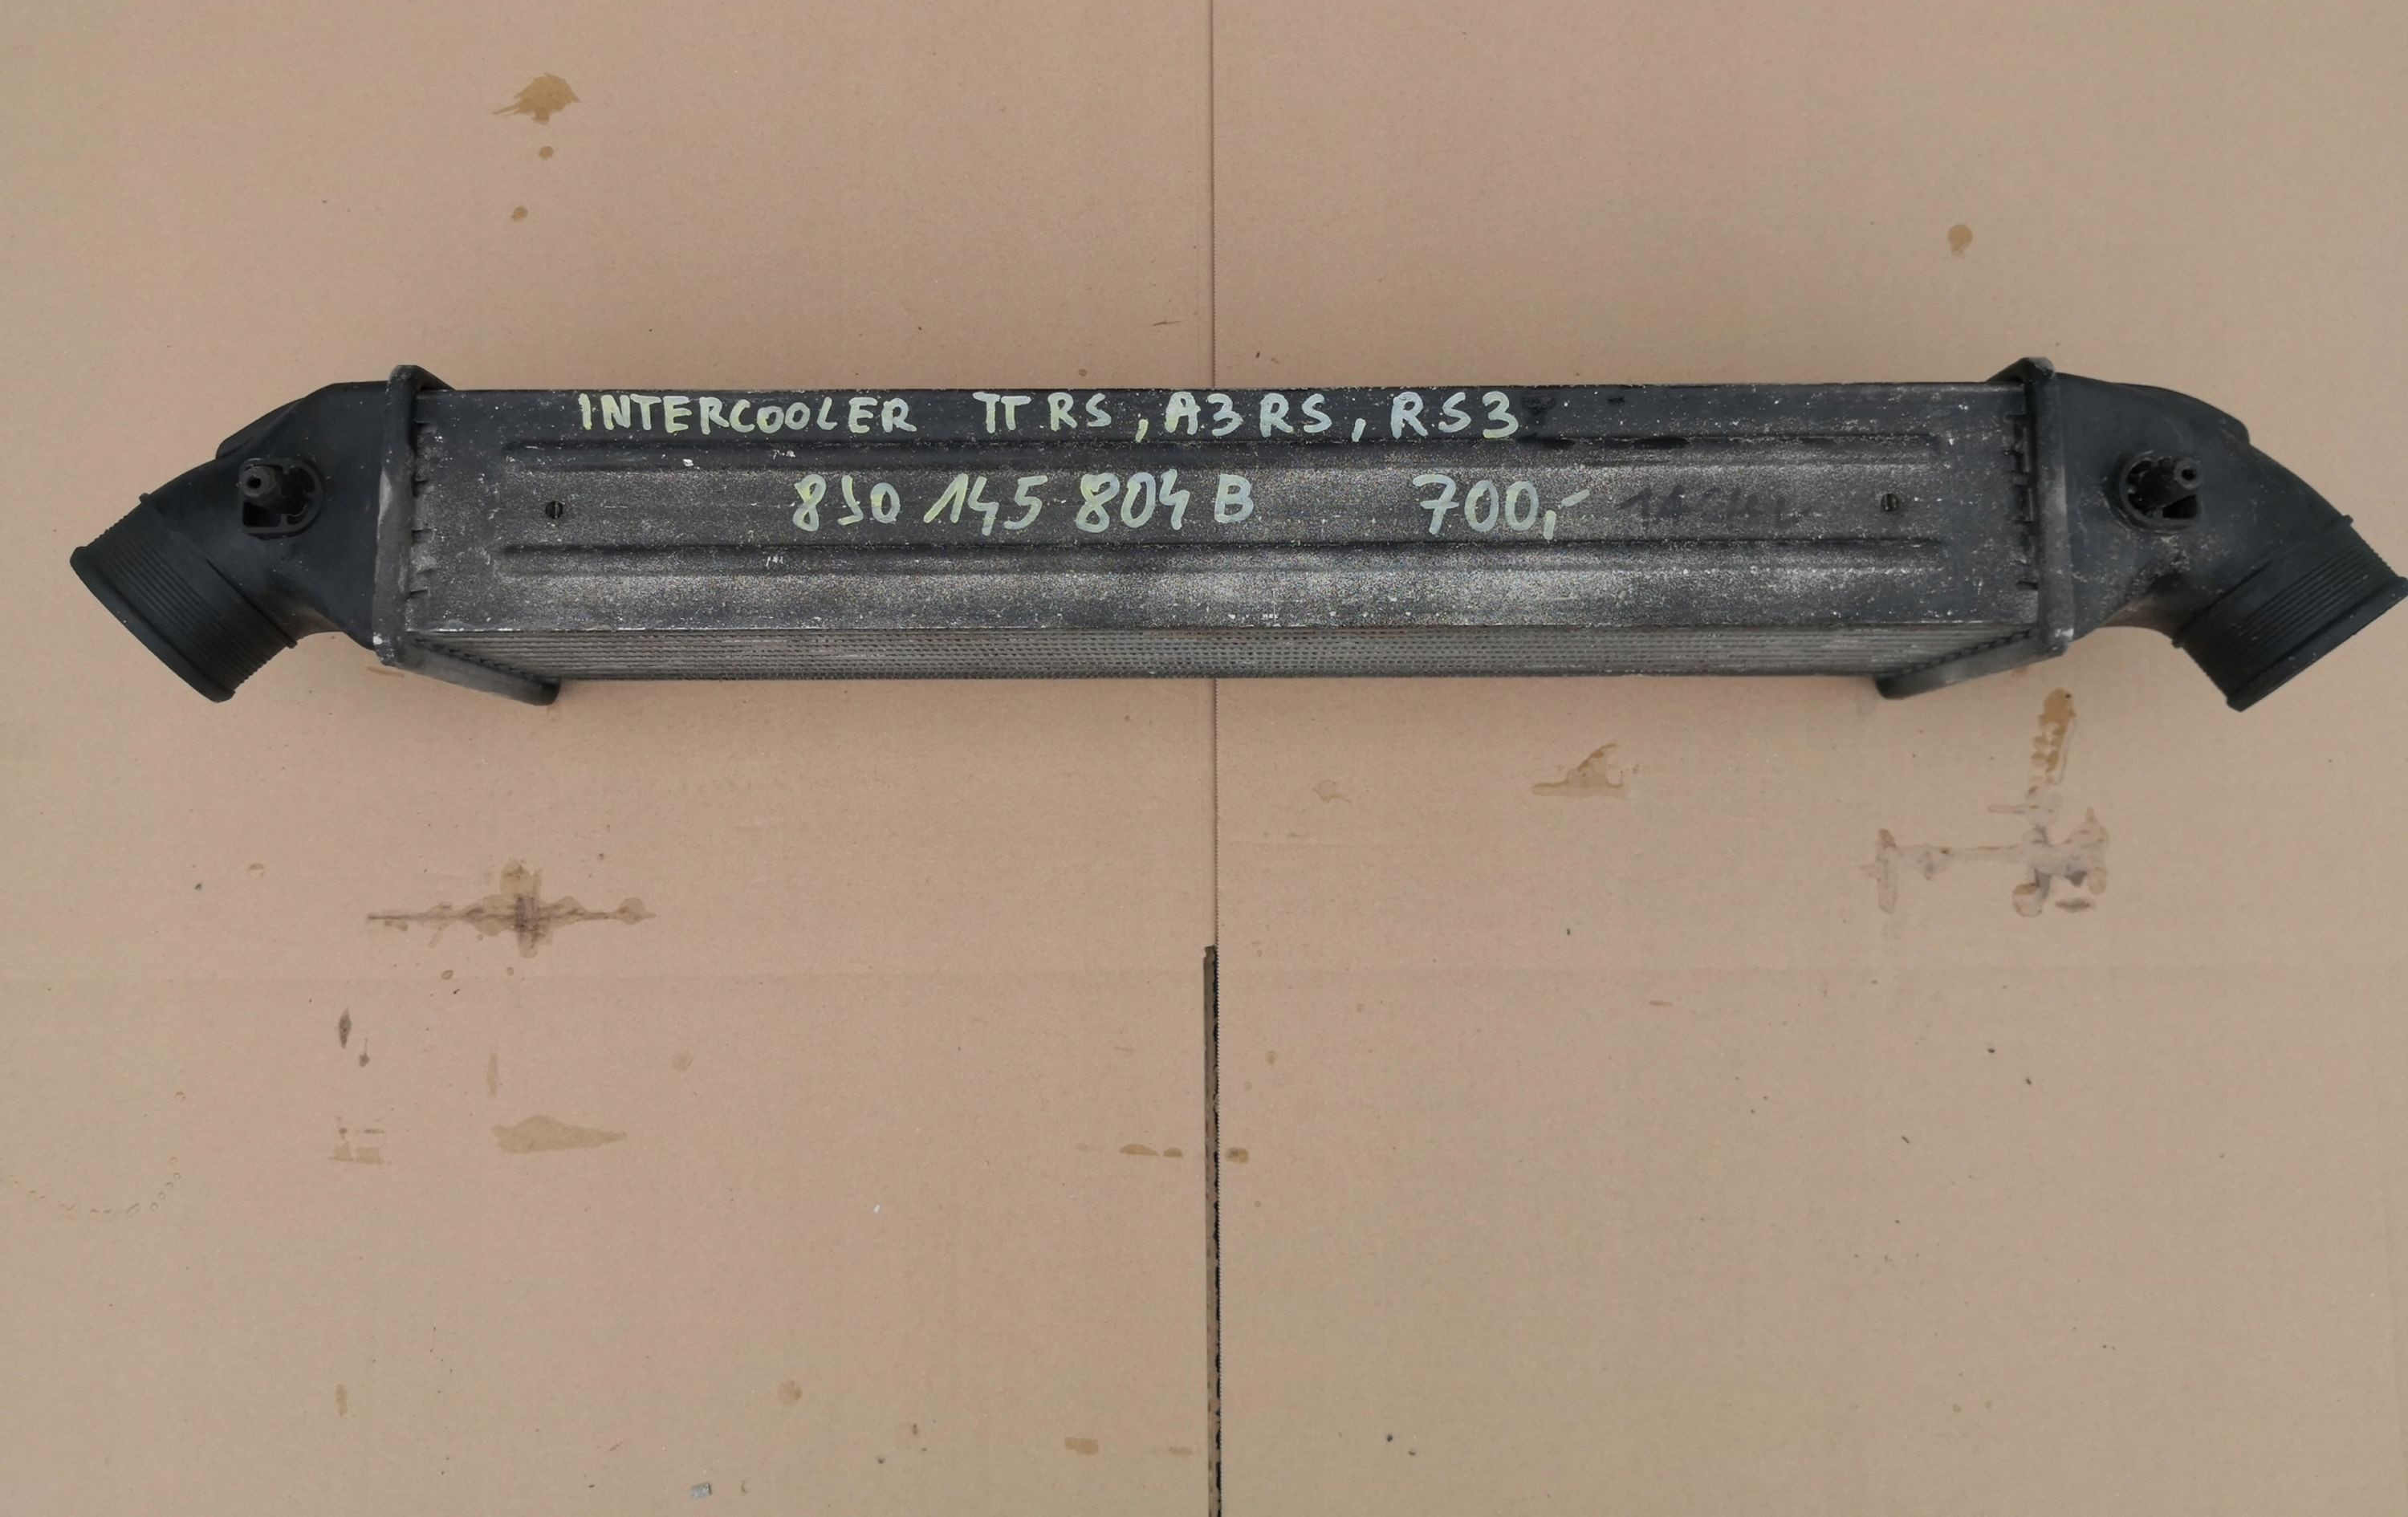 INTERCOOLER TT RS, A3 RS, RS3
8J0 145 804 B 700,-